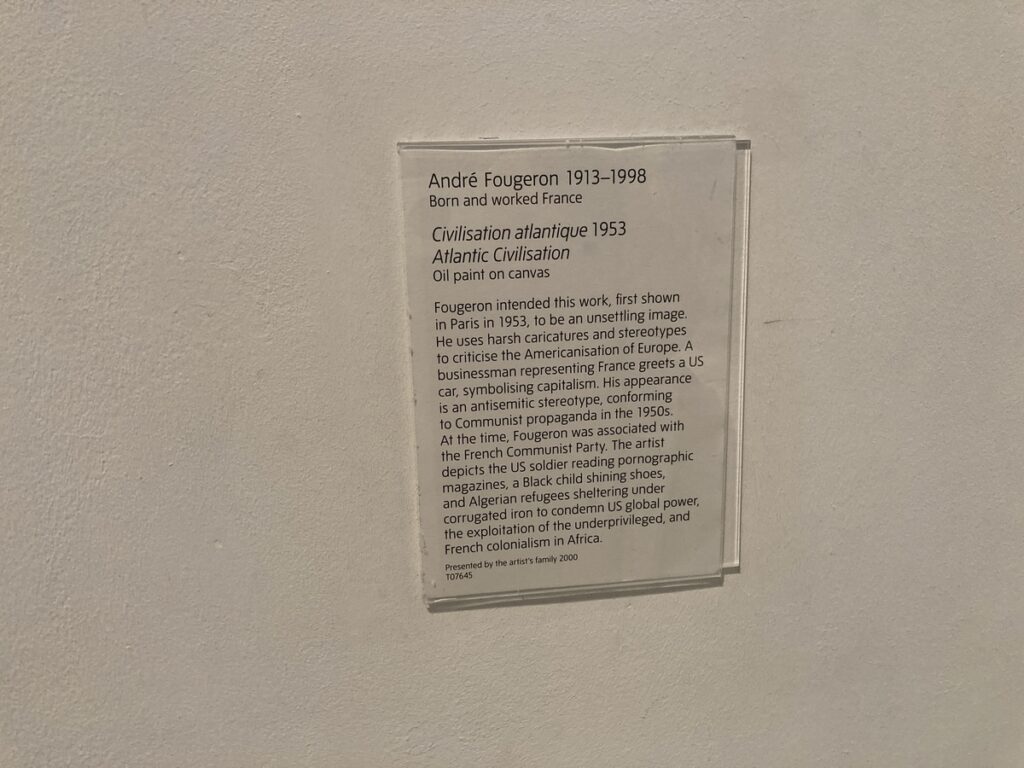 André Fougeron 1913–1998
Born and worked France
Civilisation atlantique 1953
Atlantic Civilisation
Oil paint on canvas
Fougeron intended this work, first shown
in Paris in 1953, to be an unsettling image.
He uses harsh caricatures and stereotypes
to criticise the Americanisation of Europe. A
businessman representing France greets a US
car, symbolising capitalism. His appearance
is an antisemitic stereotype, conforming
to Communist propaganda in the 1950s.
At the time, Fougeron was associated with
the French Communist Party. The artist
depicts the US soldier reading pornographic
magazines, a Black child shining shoes,
and Algerian refugees sheltering under
corrugated iron to condemn US global power,
the exploitation of the underprivileged, and
French colonialism in Africa.
Presented by the artist's family 2000
T07645